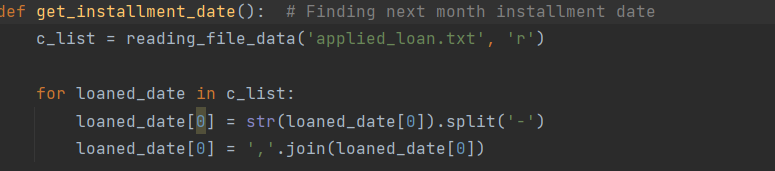 def get_installment_date():  # Finding next month installment date
    c_list = reading_file_data('applied_loan.txt', 'r')

    for loaned_date in c_list:
        loaned_date[0] = str(loaned_date[0]).split('-')
        loaned_date[0] = ','.join(loaned_date[0])